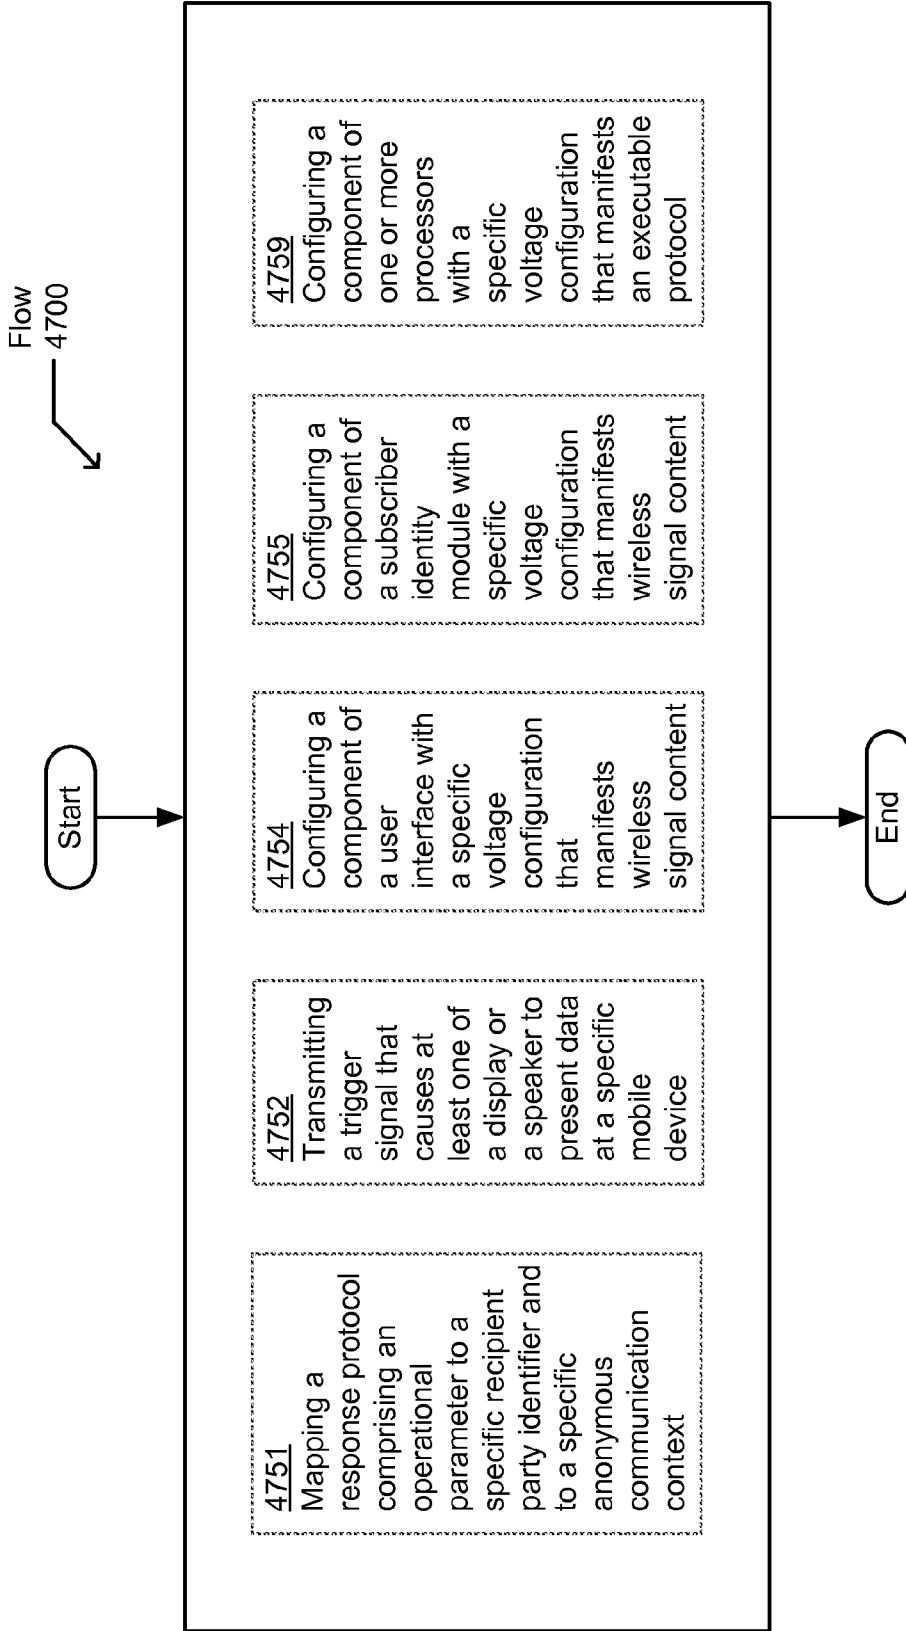 Flow
4700
Start
4751
Mapping a
response protocol
comprising an
operational
parameter to a
specific recipient
party identifier and
to a specific
anonymous
communication
context
4752
Transmitting
a trigger
signal that
causes at
least one of
a display or
a speaker to
present data
at a specific
mobile
device
4754
Configuring a
component of
a user
interface with
a specific
voltage
configuration
that
manifests
wireless
signal content
4755
Configuring a
component of
a subscriber
identity
module with a
specific
voltage
configuration
that manifests
wireless
signal content
4759
Configuring a
component of
one or more
processors
with a
specific
voltage
configuration
that manifests
an executable
protocol
End